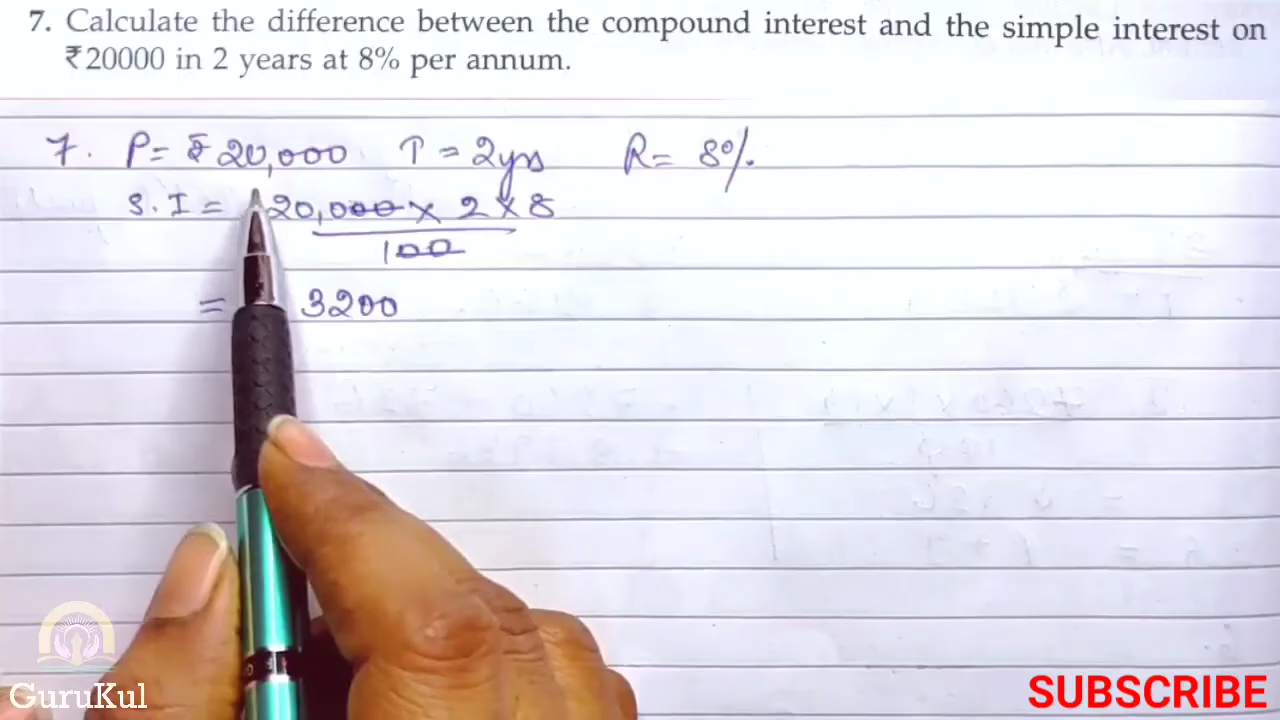 7. Calculate the difference between the compound interest and the simple interest on
₹20000 in 2 years at 8% per annum.
7. P = ₹ 20,000 T = 2yrs R = 8%
S.I = 20,000 × 2 × 8
100
= 3200
GuruKul
SUBSCRIBE